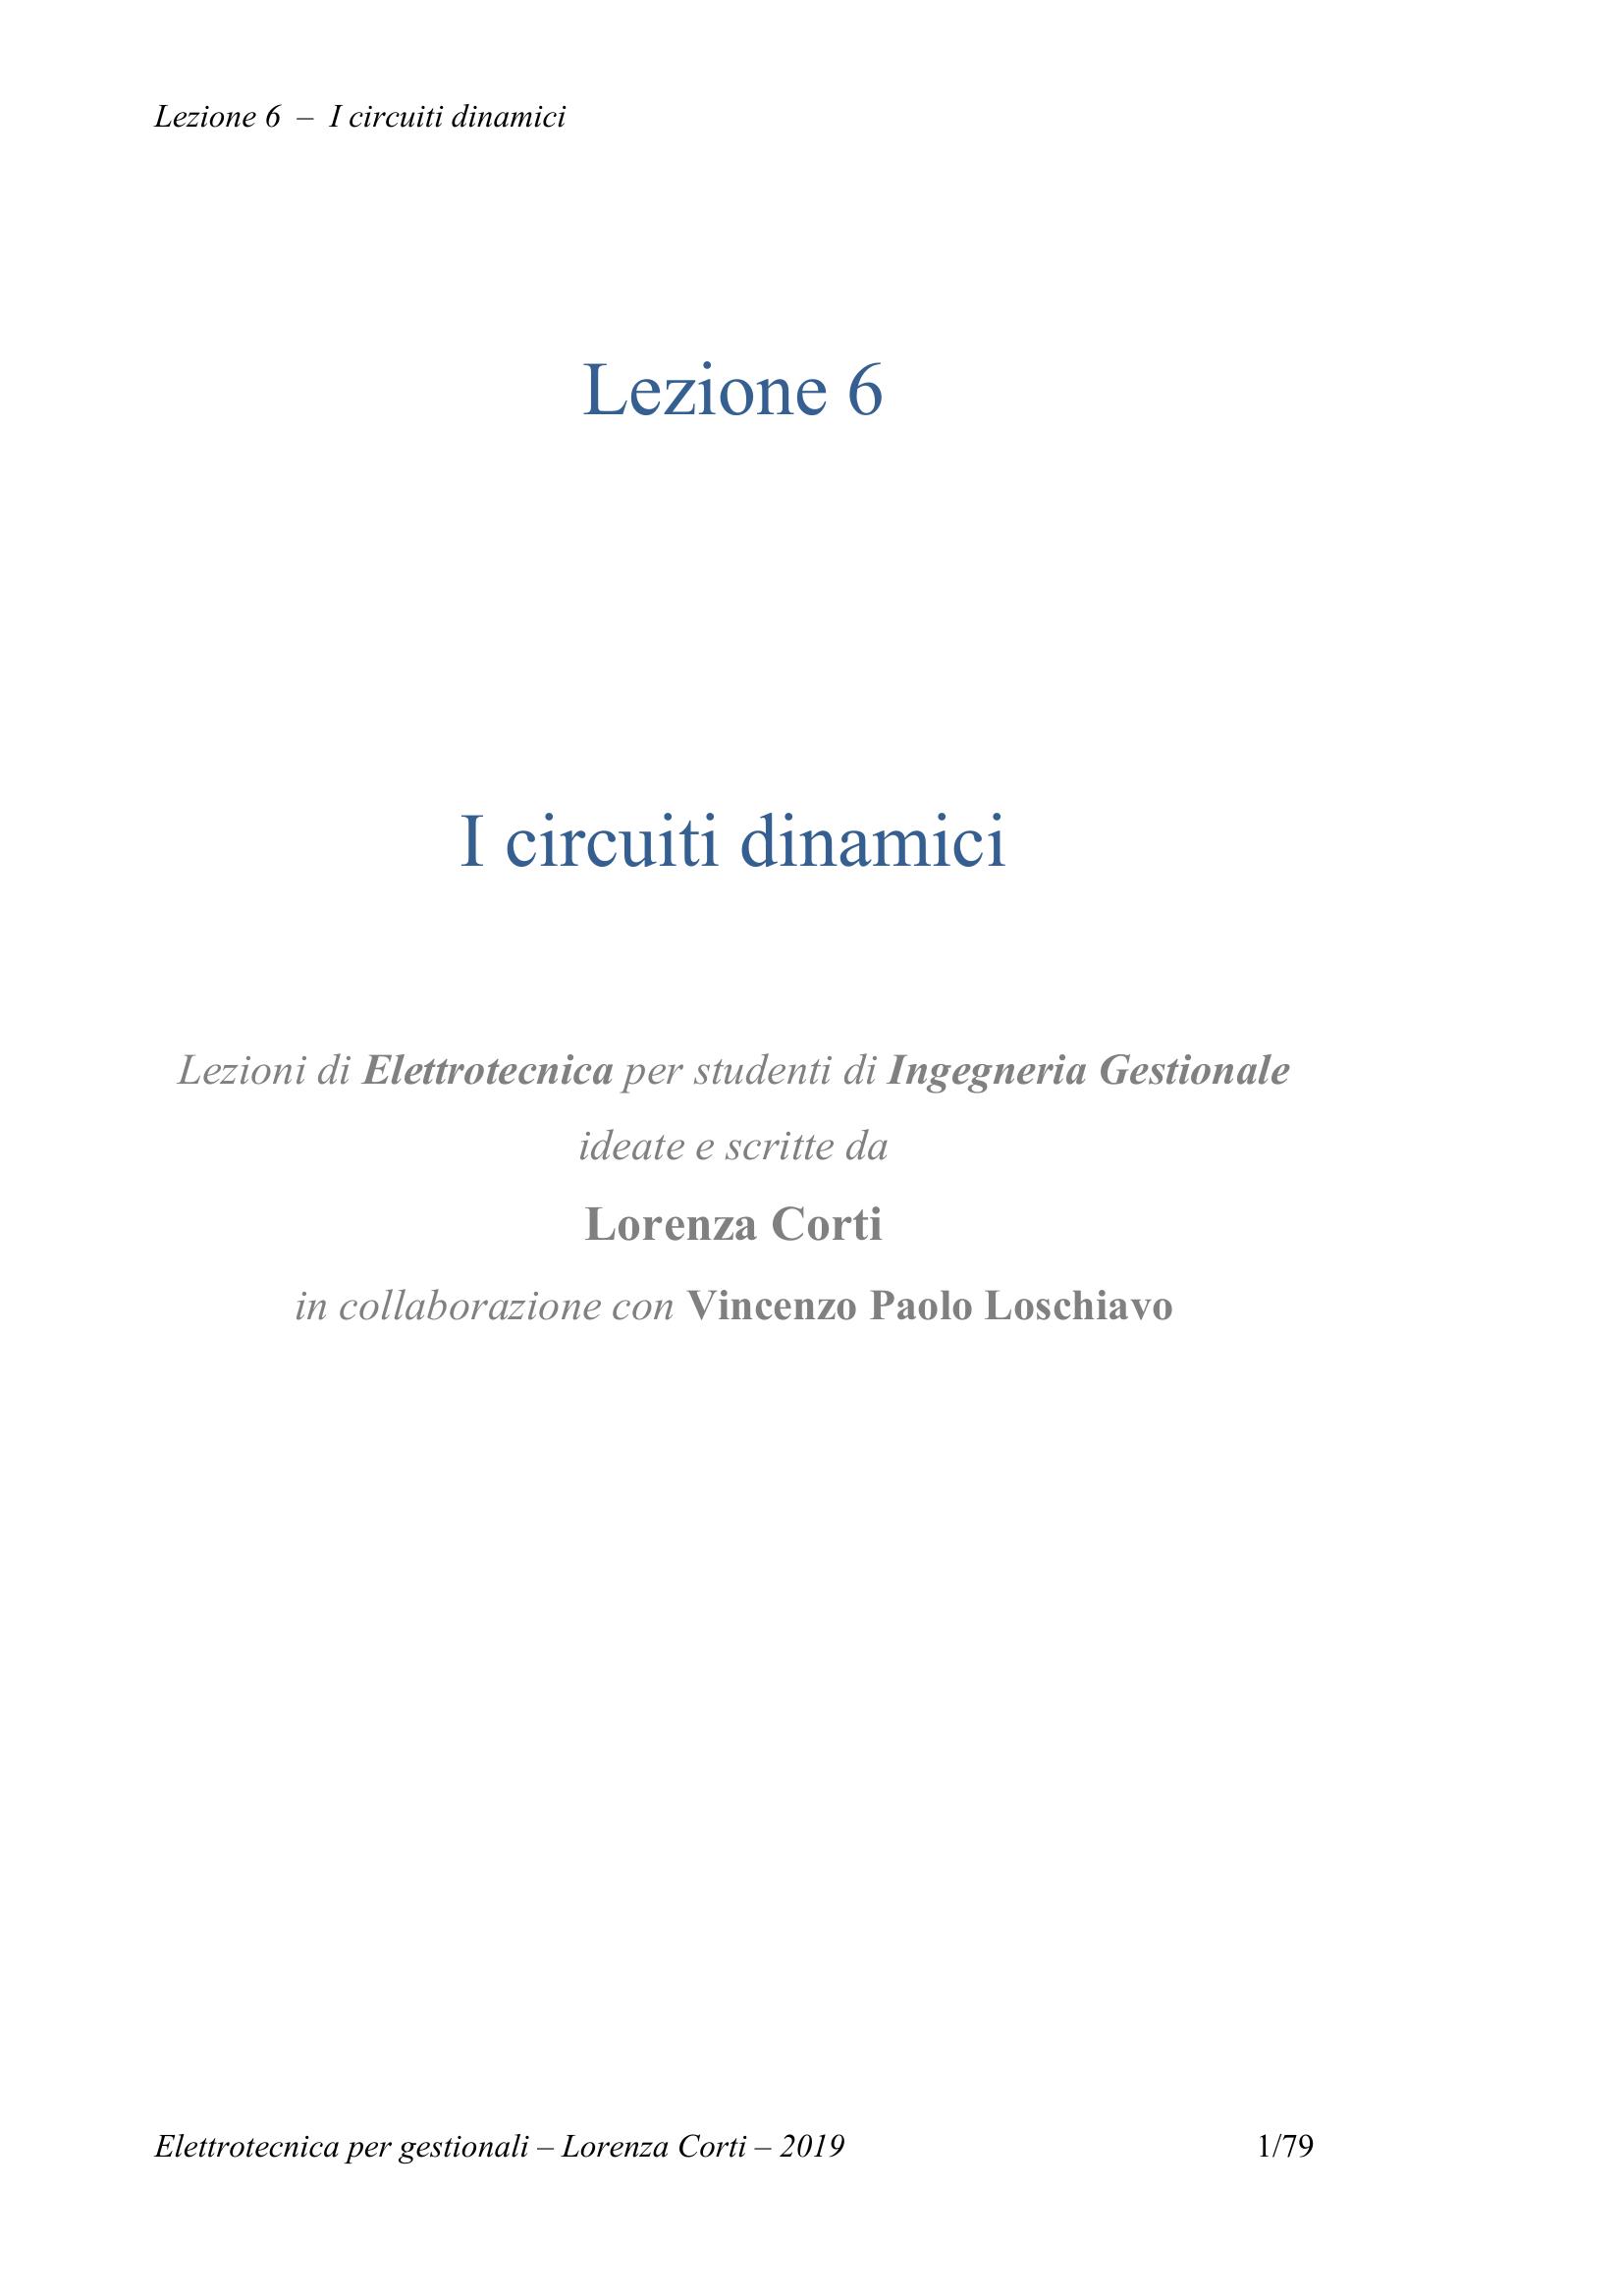 Lezione 6 – I circuiti dinamici
Lezione 6
I circuiti dinamici
Lezioni di Elettrotecnica per studenti di Ingegneria Gestionale
ideate e scritte da
Lorenza Corti
in collaborazione con Vincenzo Paolo Loschiavo
Elettrotecnica per gestionali – Lorenza Corti – 2019 1/79